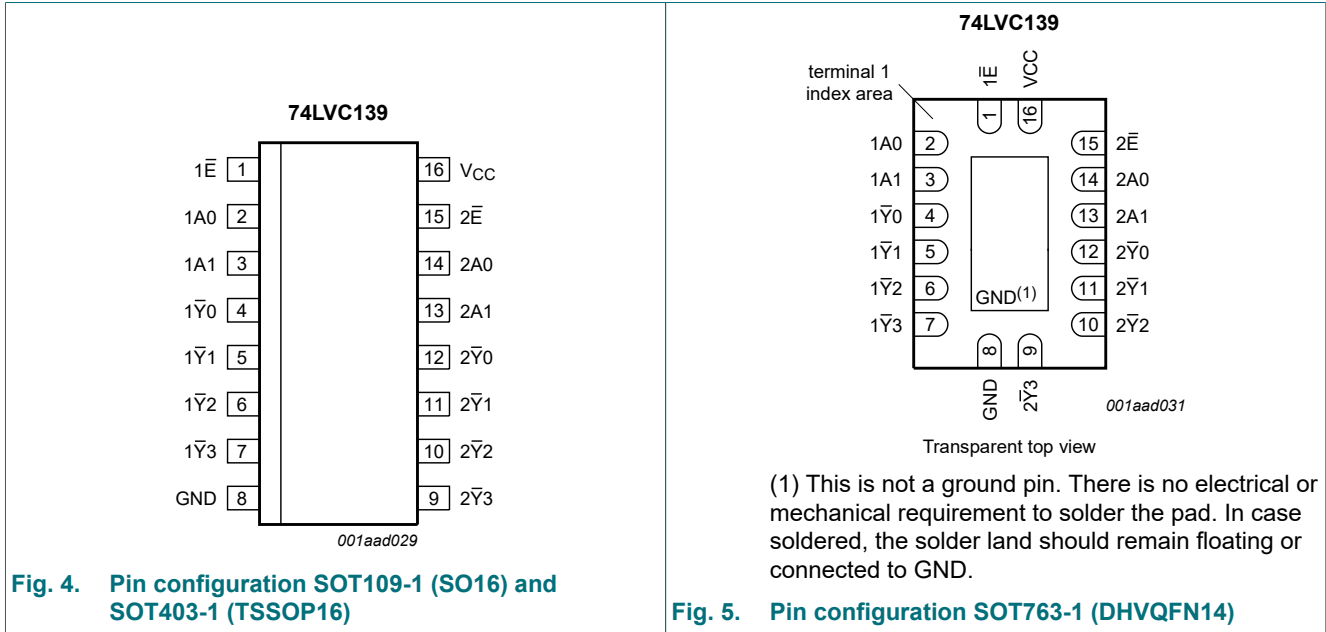 74LVC139
1E̅ 1
1A0 2
1A1 3
1Y̅0 4
1Y̅1 5
1Y̅2 6
1Y̅3 7
GND 8
16 VCC
15 2E̅
14 2A0
13 2A1
12 2Y̅0
11 2Y̅1
10 2Y̅2
9 2Y̅3
001aad029
Fig. 4. Pin configuration SOT109-1 (SO16) and
SOT403-1 (TSSOP16)
74LVC139
terminal 1
index area
1E̅
VCC
1
16
1A0 2
1A1 3
1Y̅0 4
1Y̅1 5
1Y̅2 6
1Y̅3 7
15 2E̅
14 2A0
13 2A1
12 2Y̅0
11 2Y̅1
10 2Y̅2
GND(1)
8
9
GND
2Y̅3
001aad031
Transparent top view
(1) This is not a ground pin. There is no electrical or
mechanical requirement to solder the pad. In case
soldered, the solder land should remain floating or
connected to GND.
Fig. 5. Pin configuration SOT763-1 (DHVQFN14)